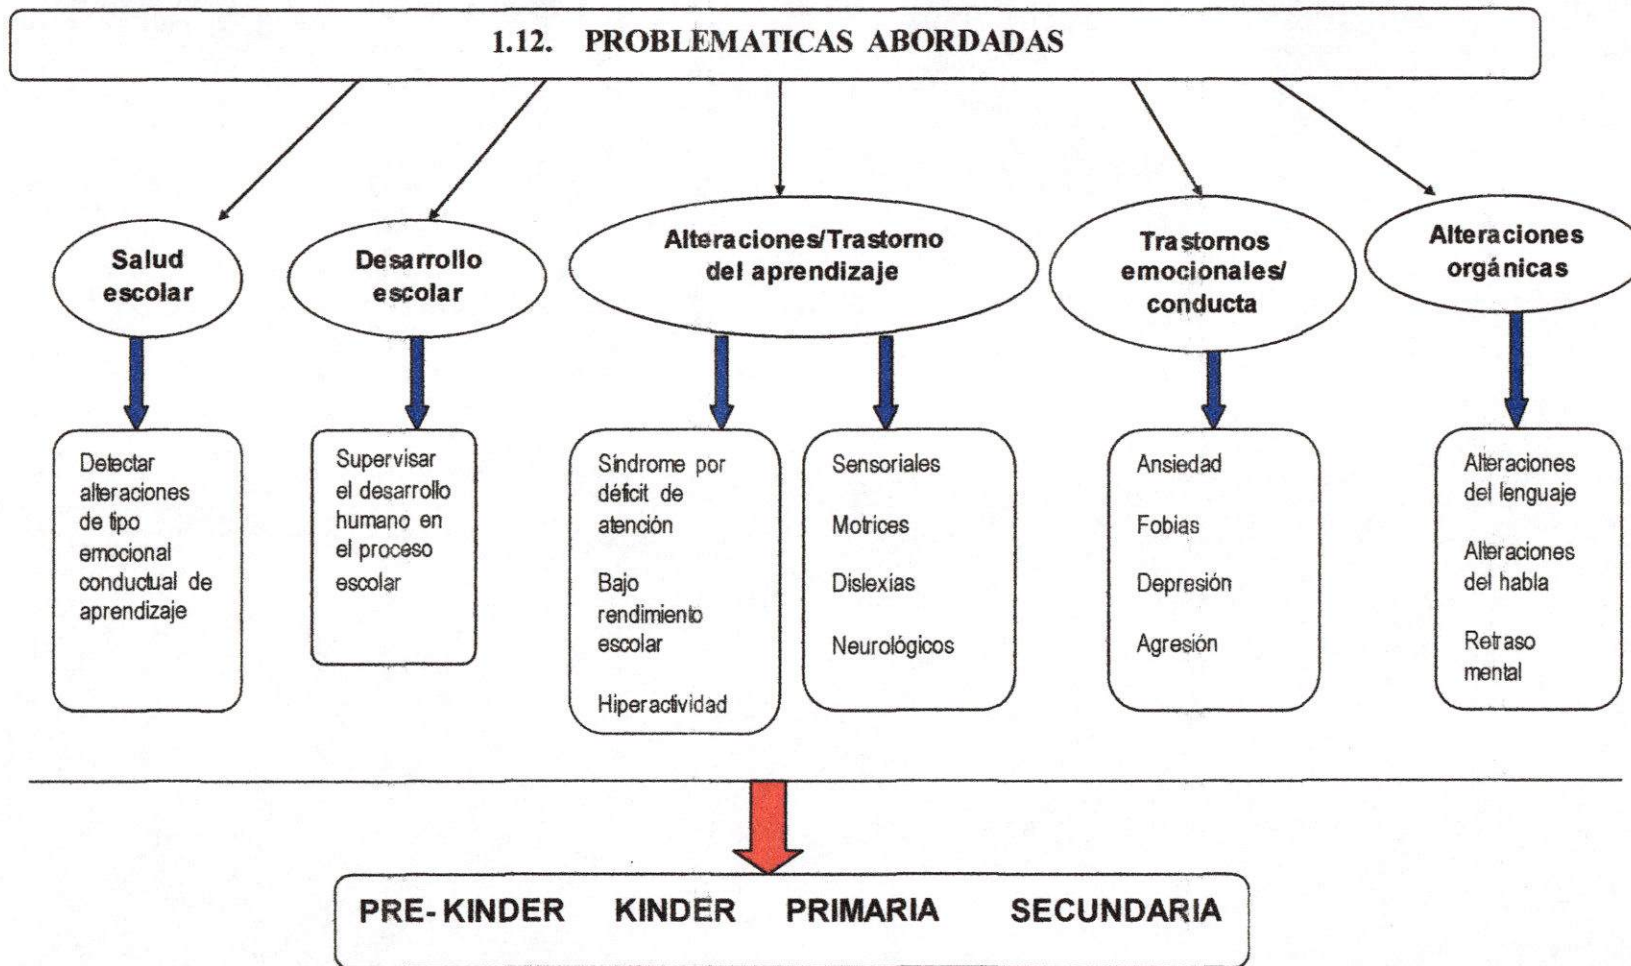 1.12. PROBLEMATICAS ABORDADAS
Salud
escolar
Desarrollo
escolar
Alteraciones/Trastorno
del aprendizaje
Trastornos
emocionales/
conducta
Alteraciones
orgánicas
Detectar
alteraciones
de tipo
emocional
conductual de
aprendizaje
Supervisar
el desarrollo
humano en
el proceso
escolar
Síndrome por
déficit de
atención
Bajo
rendimiento
escolar
Hiperactividad
Sensoriales
Motrices
Dislexias
Neurológicos
Ansiedad
Fobias
Depresión
Agresión
Alteraciones
del lenguaje
Alteraciones
del habla
Retraso
mental
PRE- KINDER KINDER PRIMARIA SECUNDARIA